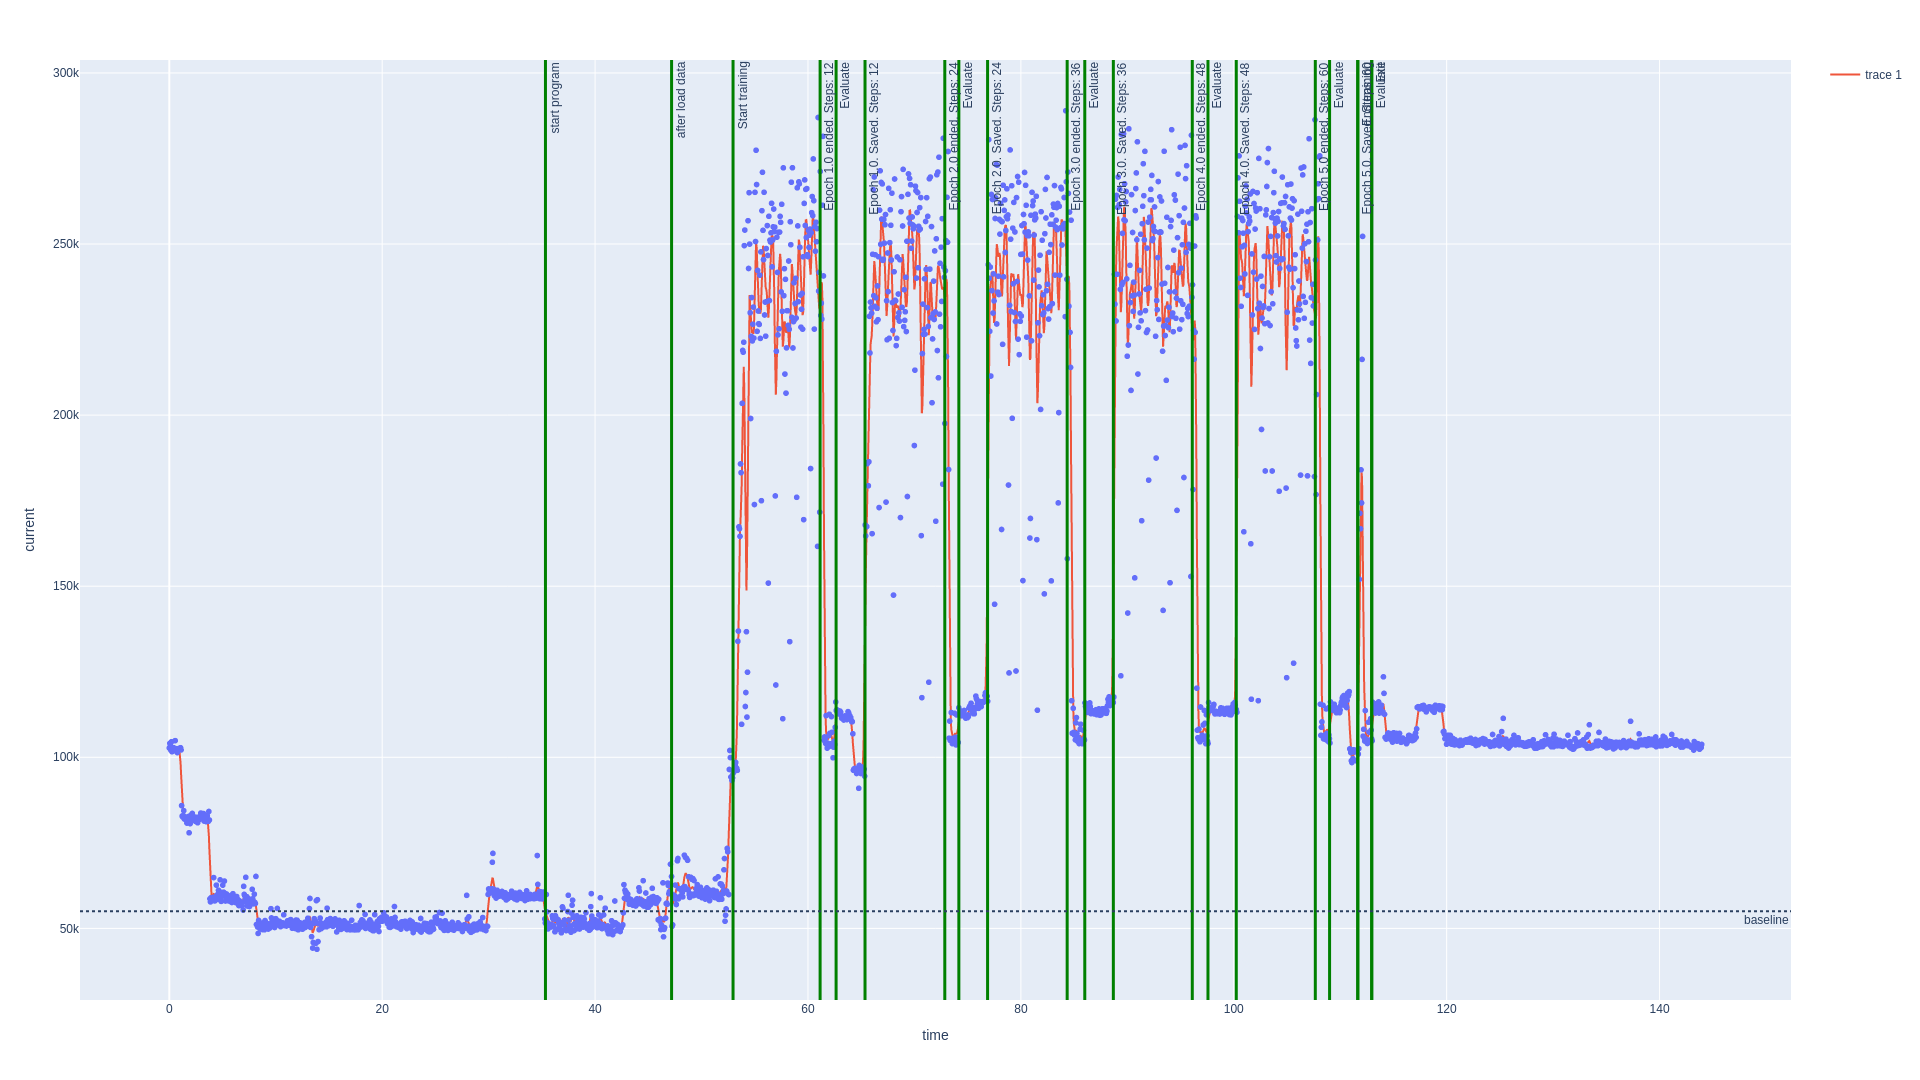 300k
250k
200k
150k
100k
50k
current
0
20
40
60
80
100
120
140
time
start program
after load data
Start training
Epoch 1.0 ended. Steps: 12
Evaluate
Epoch 1.0. Saved. Steps: 12
Epoch 2.0 ended. Steps: 24
Evaluate
Epoch 2.0. Saved. Steps: 24
Epoch 3.0 ended. Steps: 36
Evaluate
Epoch 3.0. Saved. Steps: 36
Epoch 4.0 ended. Steps: 48
Evaluate
Epoch 4.0. Saved. Steps: 48
Epoch 5.0 ended. Steps: 60
Evaluate
Epoch 5.0. Saved.
baseline
trace 1